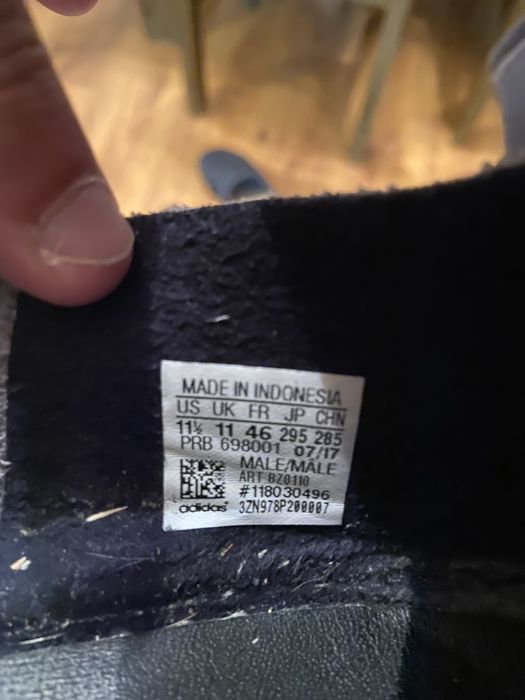 MADE IN INDONESIA
US UK FR JP CHN
11½ 11 46 295 285
PRB 698001 07/17
MALE/MALE
ART BZ0110
#118030496
adidas 3ZN978P200007